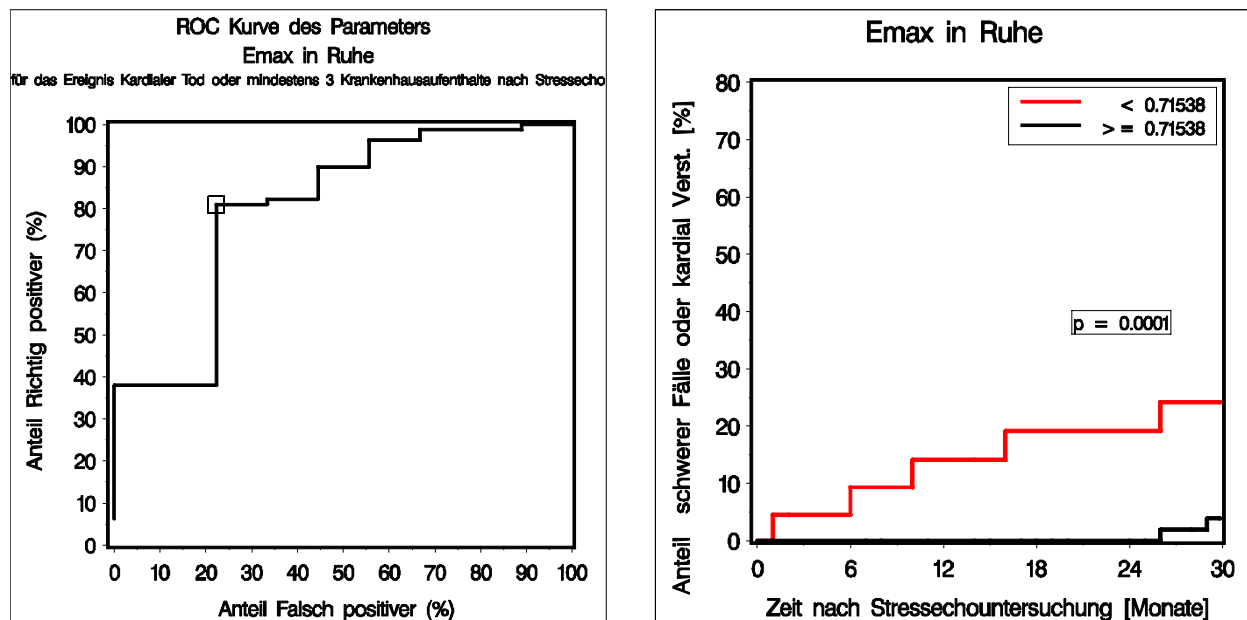 ROC Kurve des Parameters
Emax in Ruhe
für das Ereignis Kardialer Tod oder mindestens 3 Krankenhausaufenthalte nach Stressecho
Anteil Richtig positiver (%)
100
90
80
70
60
50
40
30
20
10
0
0 10 20 30 40 50 60 70 80 90 100
Anteil Falsch positiver (%)
Emax in Ruhe
Anteil schwerer Fälle oder kardial Verst. [%]
80
70
60
50
40
30
20
10
0
< 0.71538
>= 0.71538
p = 0.0001
0 6 12 18 24 30
Zeit nach Stressechountersuchung [Monate]